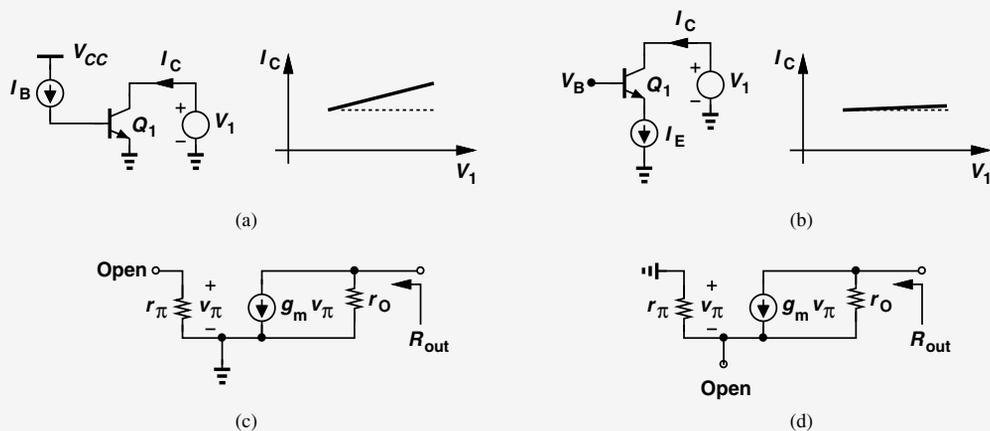 V_CC
I_B
Q_1
I_C
+
−
V_1
I_C
V_1
V_B
Q_1
I_E
I_C
+
−
V_1
I_C
V_1
(a)
(b)
Open
r_π
+
v_π
−
g_m v_π
r_O
R_out
r_π
+
v_π
−
g_m v_π
r_O
R_out
Open
(c)
(d)